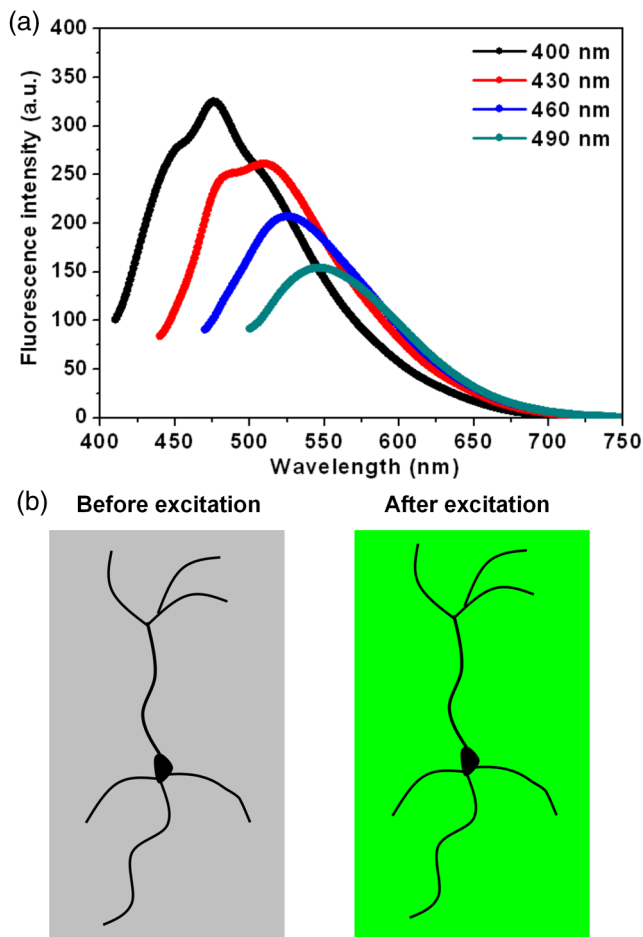 (a)
Fluorescence intensity (a.u.)
400
350
300
250
200
150
100
50
0
400 nm
430 nm
460 nm
490 nm
400 450 500 550 600 650 700 750
Wavelength (nm)
(b) Before excitation After excitation